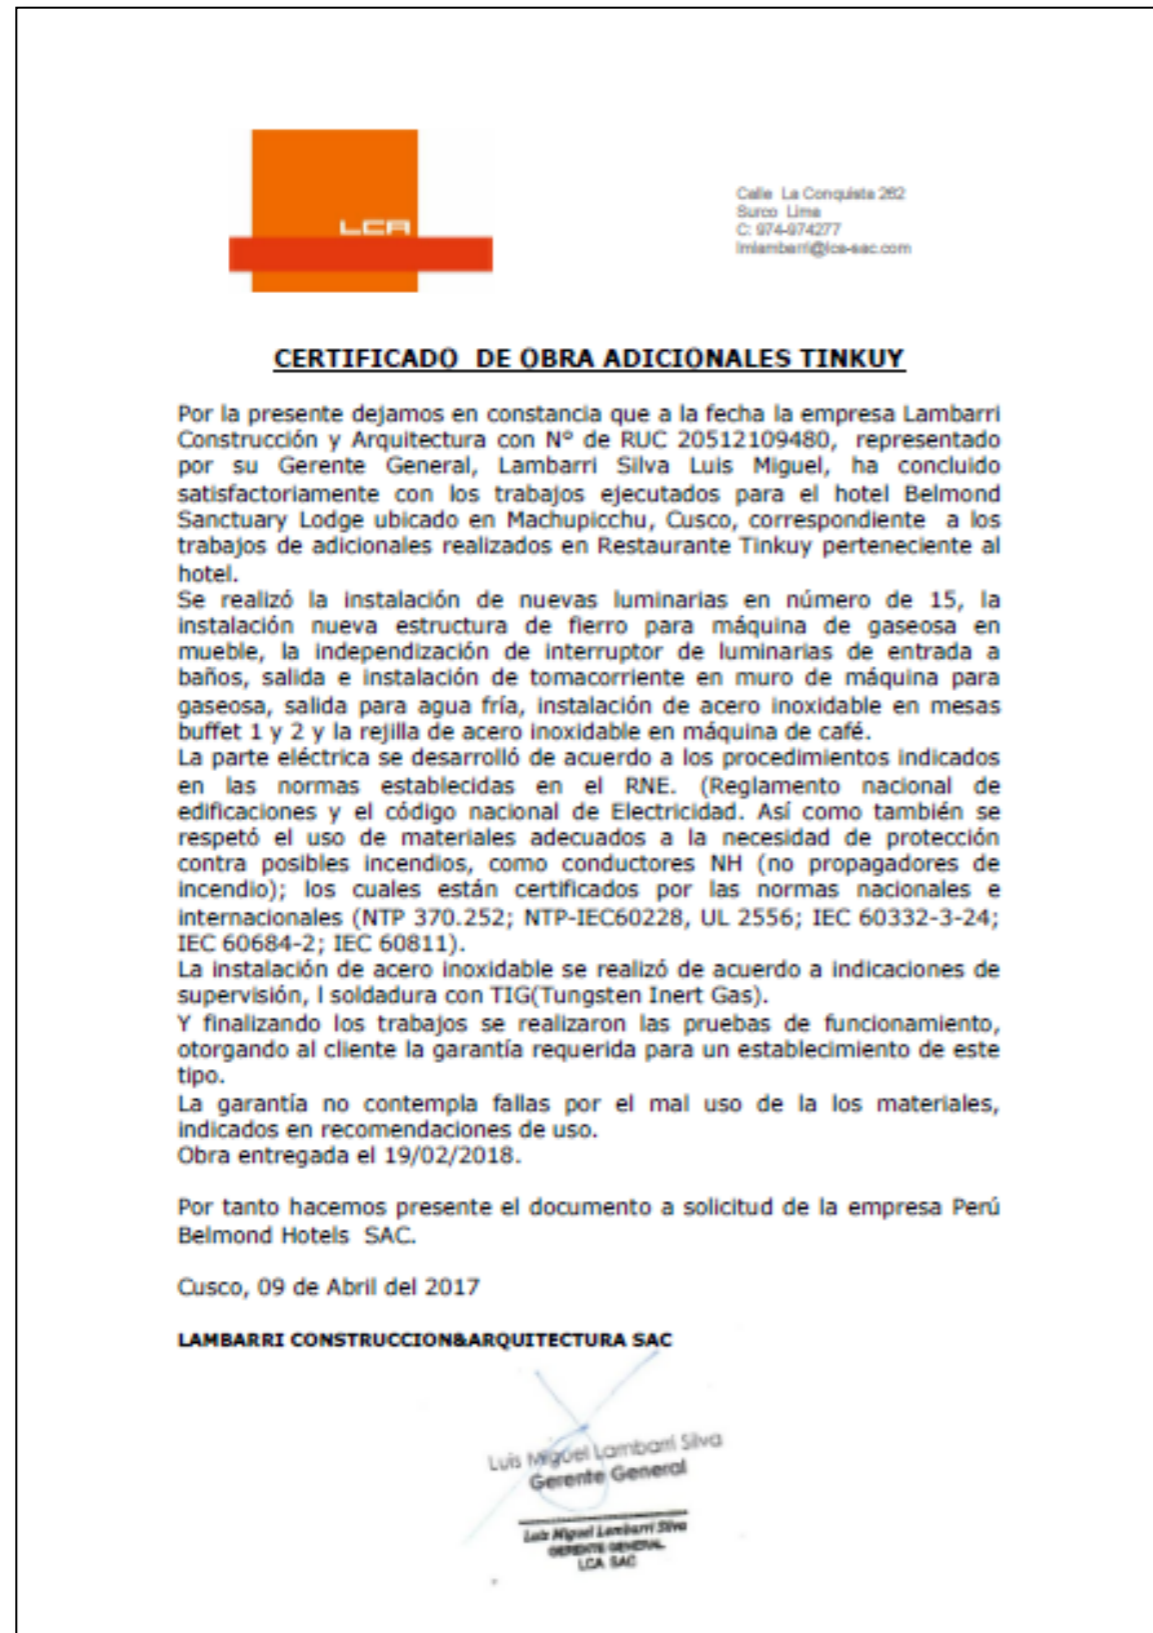 LCA
Calle La Conquista 262
Surco Lima
C: 974-974277
lmlambarri@lca-sac.com
CERTIFICADO DE OBRA ADICIONALES TINKUY
Por la presente dejamos en constancia que a la fecha la empresa Lambarri
Construcción y Arquitectura con Nº de RUC 20512109480, representado
por su Gerente General, Lambarri Silva Luis Miguel, ha concluido
satisfactoriamente con los trabajos ejecutados para el hotel Belmond
Sanctuary Lodge ubicado en Machupicchu, Cusco, correspondiente a los
trabajos de adicionales realizados en Restaurante Tinkuy perteneciente al
hotel.
Se realizó la instalación de nuevas luminarias en número de 15, la
instalación nueva estructura de fierro para máquina de gaseosa en
mueble, la independización de interruptor de luminarias de entrada a
baños, salida e instalación de tomacorriente en muro de máquina para
gaseosa, salida para agua fría, instalación de acero inoxidable en mesas
buffet 1 y 2 y la rejilla de acero inoxidable en máquina de café.
La parte eléctrica se desarrolló de acuerdo a los procedimientos indicados
en las normas establecidas en el RNE. (Reglamento nacional de
edificaciones y el código nacional de Electricidad. Así como también se
respetó el uso de materiales adecuados a la necesidad de protección
contra posibles incendios, como conductores NH (no propagadores de
incendio); los cuales están certificados por las normas nacionales e
internacionales (NTP 370.252; NTP-IEC60228, UL 2556; IEC 60332-3-24;
IEC 60684-2; IEC 60811).
La instalación de acero inoxidable se realizó de acuerdo a indicaciones de
supervisión, l soldadura con TIG(Tungsten Inert Gas).
Y finalizando los trabajos se realizaron las pruebas de funcionamiento,
otorgando al cliente la garantía requerida para un establecimiento de este
tipo.
La garantía no contempla fallas por el mal uso de la los materiales,
indicados en recomendaciones de uso.
Obra entregada el 19/02/2018.
Por tanto hacemos presente el documento a solicitud de la empresa Perú
Belmond Hotels SAC.
Cusco, 09 de Abril del 2017
LAMBARRI CONSTRUCCION&ARQUITECTURA SAC
Luis Miguel Lambarri Silva
Gerente General
Luis Miguel Lambarri Silva
GERENTE GENERAL
LCA SAC